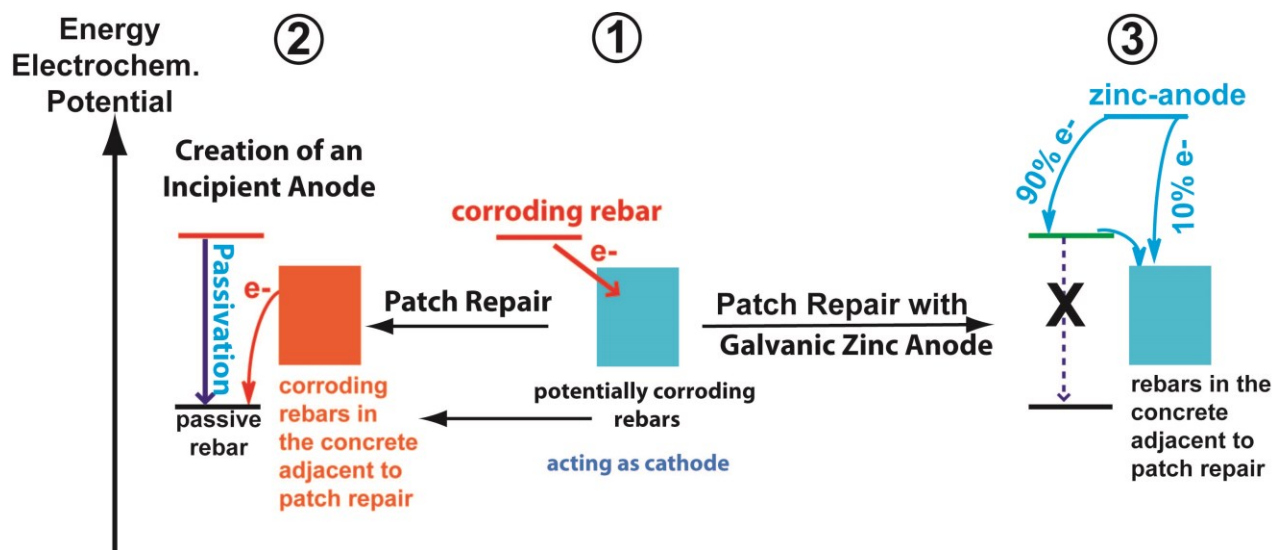 Energy
Electrochem.
Potential
②
①
③
Creation of an
Incipient Anode
Passivation
e-
passive
rebar
corroding
rebars in
the concrete
adjacent to
patch repair
Patch Repair
corroding rebar
e-
potentially corroding
rebars
acting as cathode
Patch Repair with
Galvanic Zinc Anode
zinc-anode
90% e-
10% e-
X
rebars in the
concrete
adjacent to
patch repair